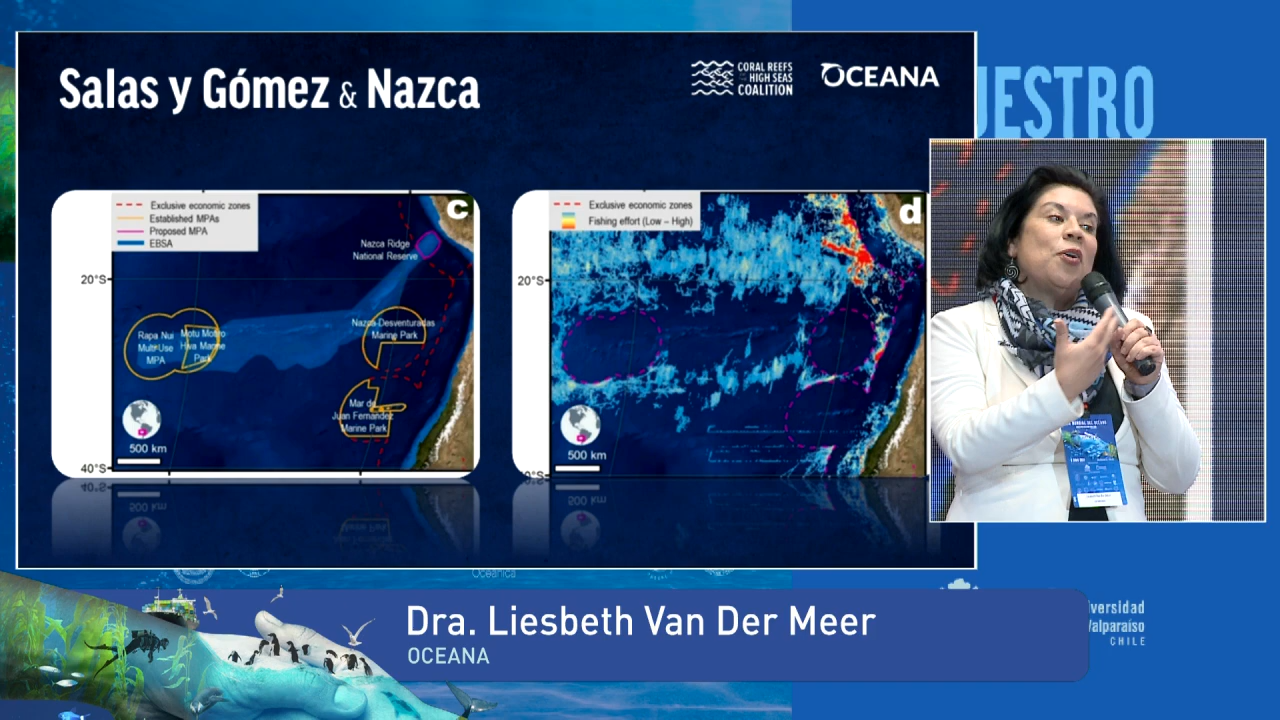 Salas y Gómez & Nazca
CORAL REEFS
OF THE
HIGH SEAS
COALITION
OCEANA
UESTRO
Exclusive economic zones
Established MPAs
Proposed MPA
EBSA
c
Nazca Ridge
National Reserve
20°S
Rapa Nui
Multi Use
MPA
Motu Motiro
Hiva Marine
Park
Nazca-Desventuradas
Marine Park
Mar de
Juan Fernández
Marine Park
500 km
40°S
Exclusive economic zones
Fishing effort (Low – High)
d
20°S
500 km
Oceánica
Dra. Liesbeth Van Der Meer
OCEANA
iversidad
Valparaíso
CHILE